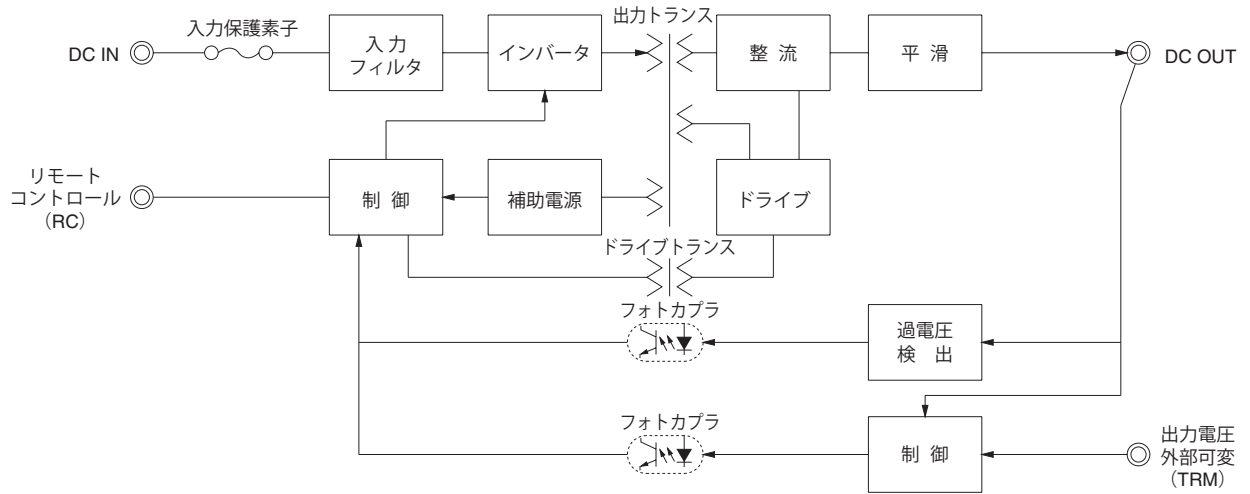 入力保護素子
出力トランス
DC IN
入 力
フィルタ
インバータ
整 流
平 滑
DC OUT
リモート
コントロール
（RC）
制 御
補助電源
ドライブ
ドライブトランス
フォトカプラ
過電圧
検 出
フォトカプラ
制 御
出力電圧
外部可変
（TRM）